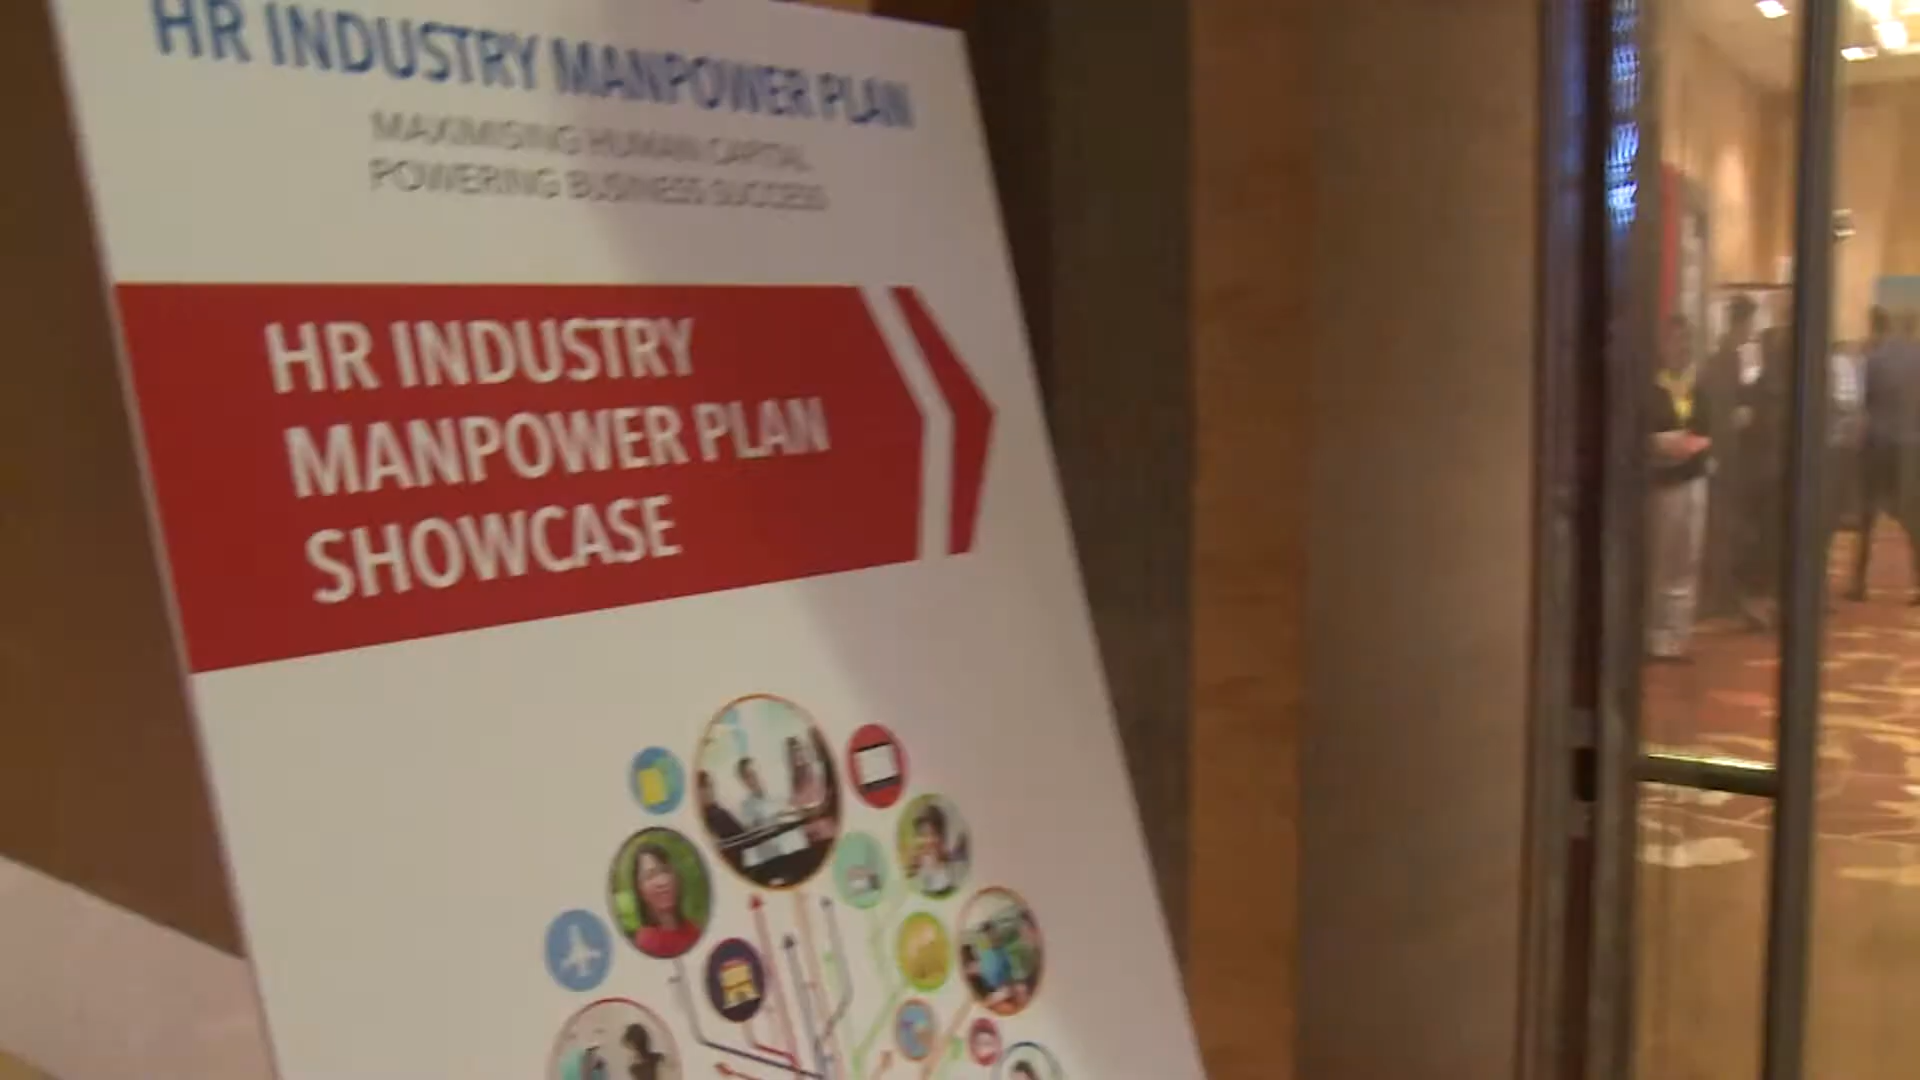 HR INDUSTRY MANPOWER PLAN
MAXIMISING HUMAN CAPITAL
POWERING BUSINESS SUCCESS
HR INDUSTRY
MANPOWER PLAN
SHOWCASE